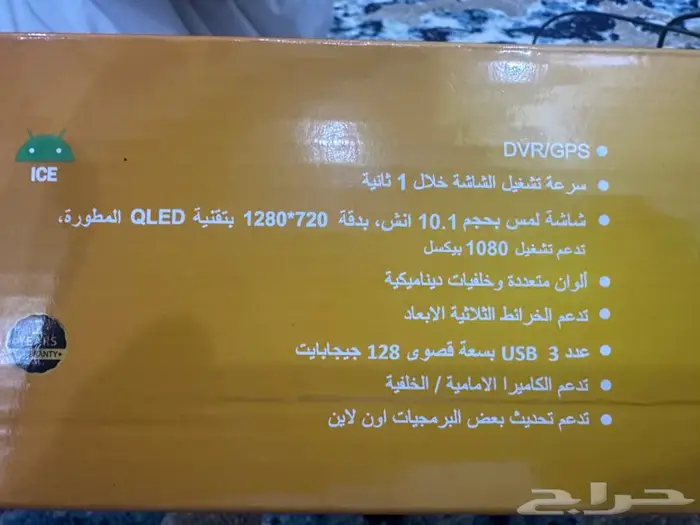 DVR/GPS
سرعة تشغيل الشاشة خلال 1 ثانية
شاشة لمس بحجم 10.1 انش، بدقة 720*1280 بتقنية QLED المطورة،
تدعم تشغيل 1080 بيكسل
ألوان متعددة وخلفيات ديناميكية
تدعم الخرائط الثلاثية الابعاد
عدد 3 USB بسعة قصوى 128 جيجابايت
تدعم الكاميرا الامامية / الخلفية
تدعم تحديث بعض البرمجيات اون لاين
ICE
YEARS
حراج